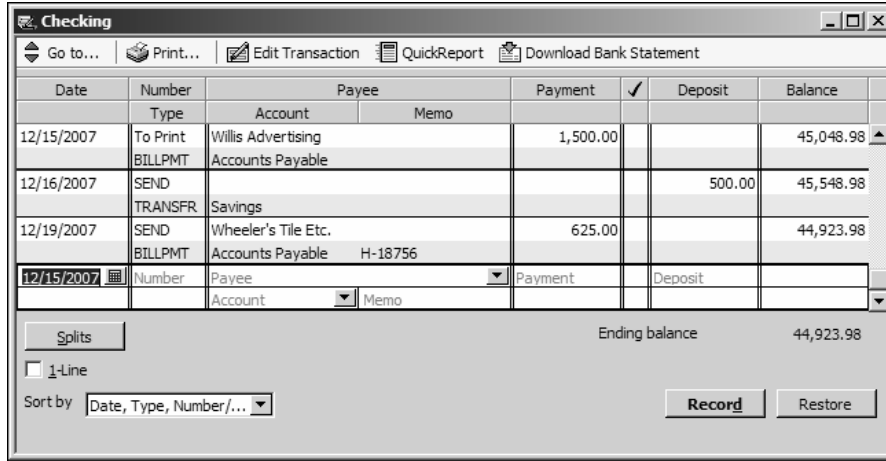 Checking
Go to... Print... Edit Transaction QuickReport Download Bank Statement
Date Number Payee Payment ✓ Deposit Balance
Type Account Memo
12/15/2007 To Print Willis Advertising 1,500.00 45,048.98
BILLPMT Accounts Payable
12/16/2007 SEND 500.00 45,548.98
TRANSFR Savings
12/19/2007 SEND Wheeler's Tile Etc. 625.00 44,923.98
BILLPMT Accounts Payable H-18756
12/15/2007 Number Payee Payment Deposit
Account Memo
Splits Ending balance 44,923.98
1-Line
Sort by Date, Type, Number/... Record Restore